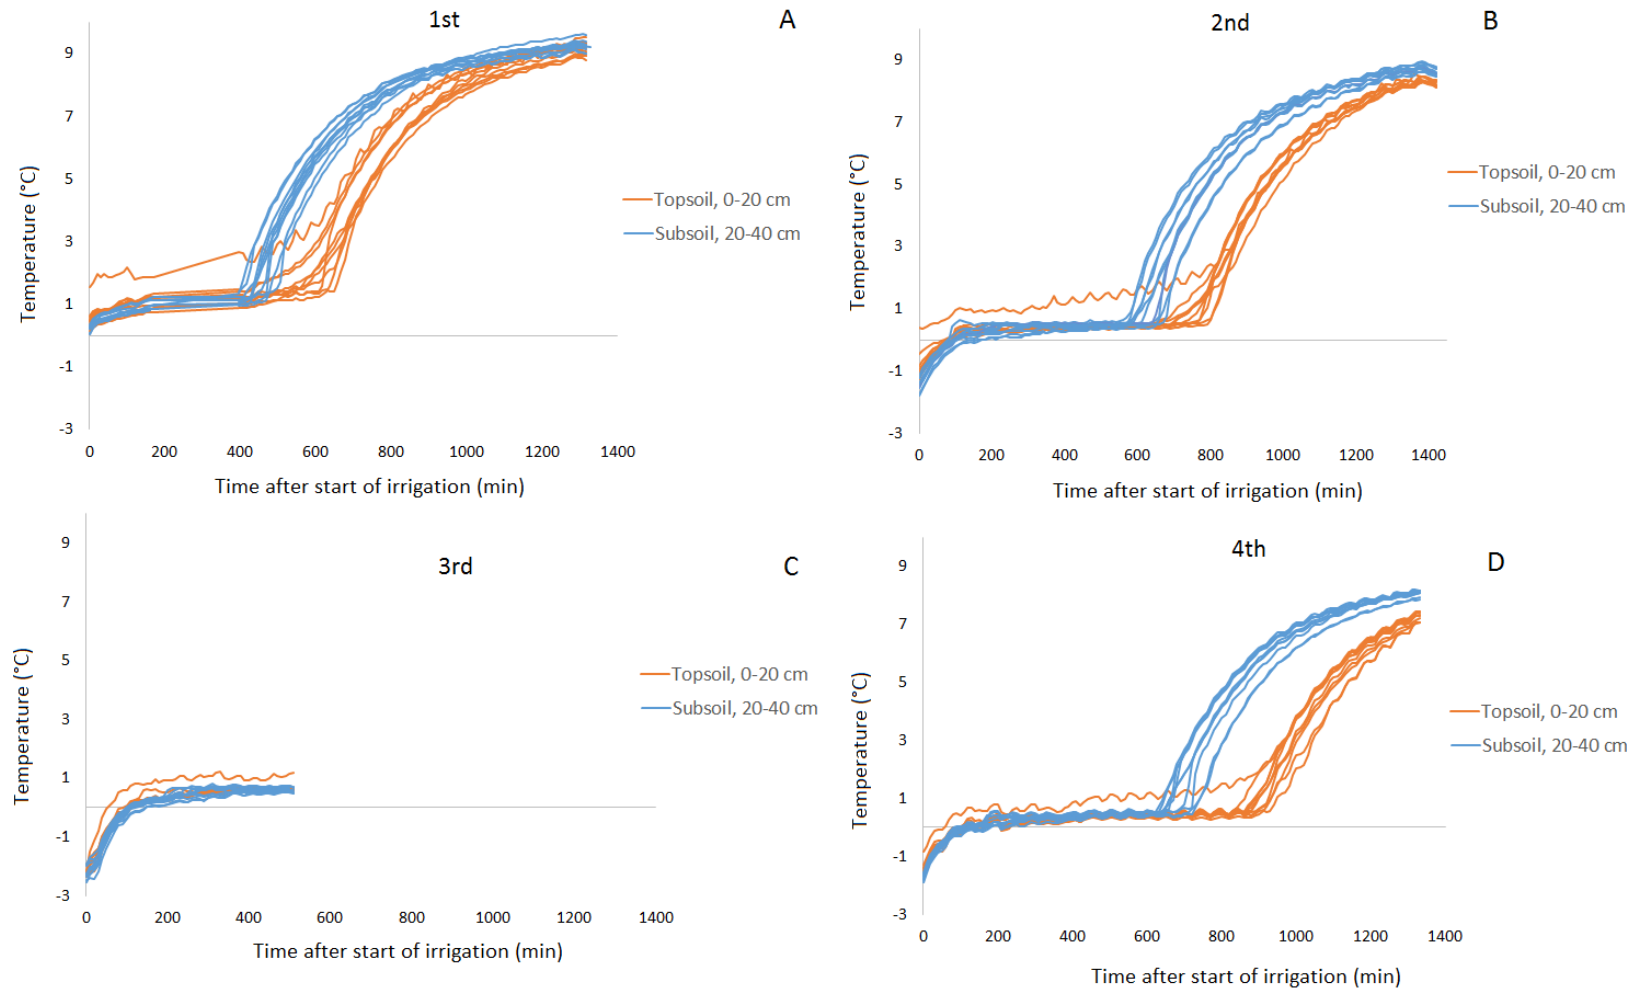 1st
A
9
7
5
3
1
-1
-3
Temperature (°C)
0 200 400 600 800 1000 1200 1400
Time after start of irrigation (min)
Topsoil, 0-20 cm
Subsoil, 20-40 cm
2nd
B
9
7
5
3
1
-1
-3
Temperature (°C)
0 200 400 600 800 1000 1200 1400
Time after start of irrigation (min)
Topsoil, 0-20 cm
Subsoil, 20-40 cm
3rd
C
9
7
5
3
1
-1
-3
Temperature (°C)
0 200 400 600 800 1000 1200 1400
Time after start of irrigation (min)
Topsoil, 0-20 cm
Subsoil, 20-40 cm
4th
D
9
7
5
3
1
-1
-3
Temperature (°C)
0 200 400 600 800 1000 1200 1400
Time after start of irrigation (min)
Topsoil, 0-20 cm
Subsoil, 20-40 cm